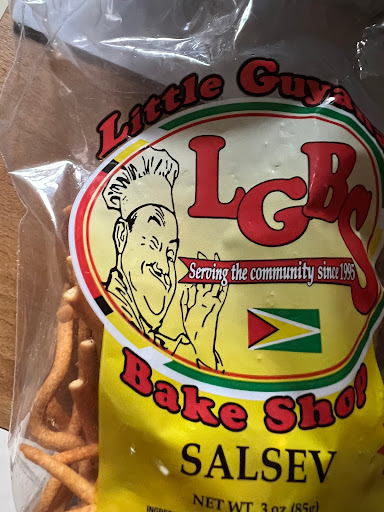 Little Guya
LGBS
Serving the community since 1995
Bake Shop
SALSEV
NET WT. 3 oz (85g)